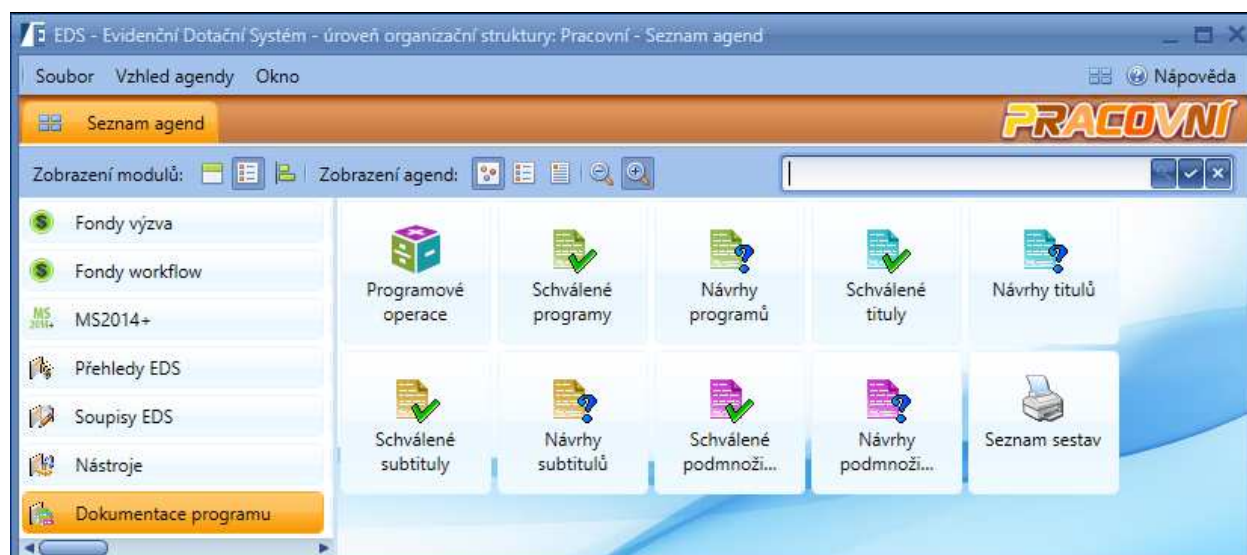 EDS - Evidenční Dotační Systém - úroveň organizační struktury: Pracovní - Seznam agend
Soubor Vzhled agendy Okno Nápověda
Seznam agend PRACOVNÍ
Zobrazení modulů: Zobrazení agend:
Fondy výzva
Fondy workflow
MS2014+
Přehledy EDS
Soupisy EDS
Nástroje
Dokumentace programu
Programové
operace
Schválené
programy
Návrhy
programů
Schválené
tituly
Návrhy titulů
Schválené
subtituly
Návrhy
subtitulů
Schválené
podmnoži...
Návrhy
podmnoži...
Seznam sestav